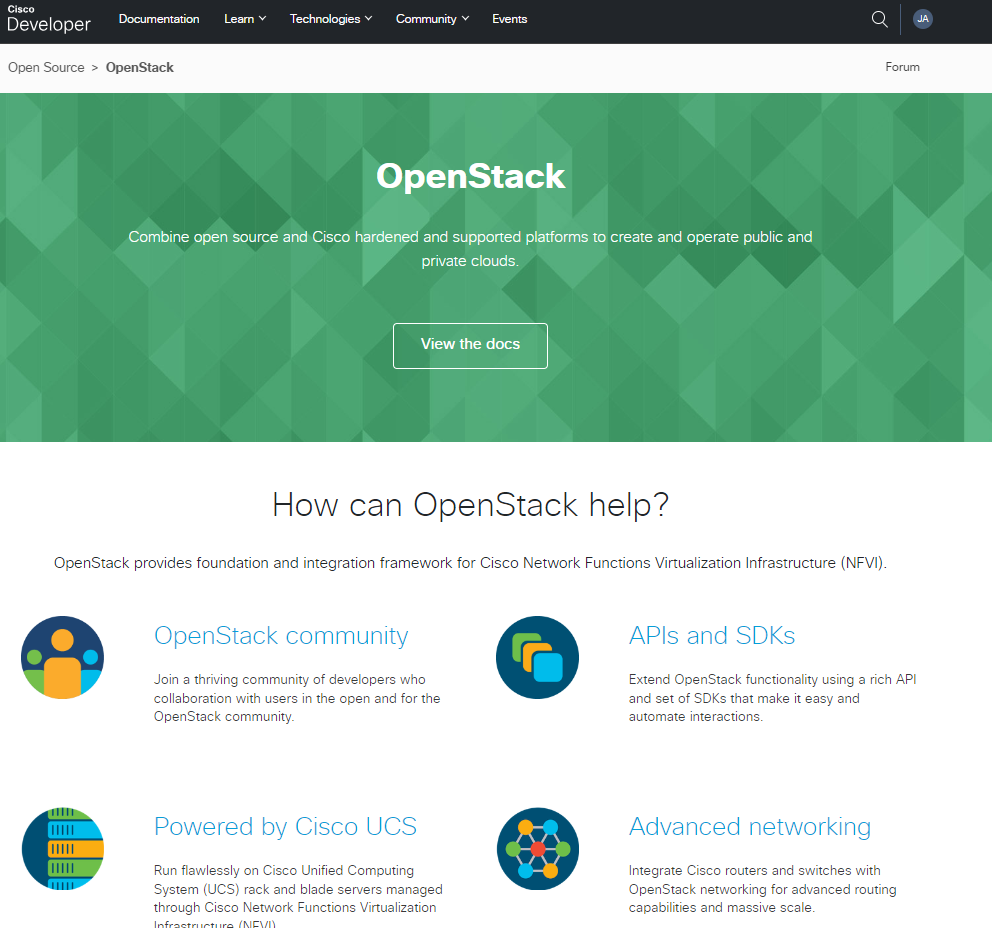 Cisco
Developer
Documentation
Learn
Technologies
Community
Events
JA
Open Source > OpenStack
Forum
OpenStack
Combine open source and Cisco hardened and supported platforms to create and operate public and
private clouds.
View the docs
How can OpenStack help?
OpenStack provides foundation and integration framework for Cisco Network Functions Virtualization Infrastructure (NFVI).
OpenStack community
Join a thriving community of developers who
collaboration with users in the open and for the
OpenStack community.
APIs and SDKs
Extend OpenStack functionality using a rich API
and set of SDKs that make it easy and
automate interactions.
Powered by Cisco UCS
Run flawlessly on Cisco Unified Computing
System (UCS) rack and blade servers managed
through Cisco Network Functions Virtualization
Infrastructure (NFVI)
Advanced networking
Integrate Cisco routers and switches with
OpenStack networking for advanced routing
capabilities and massive scale.